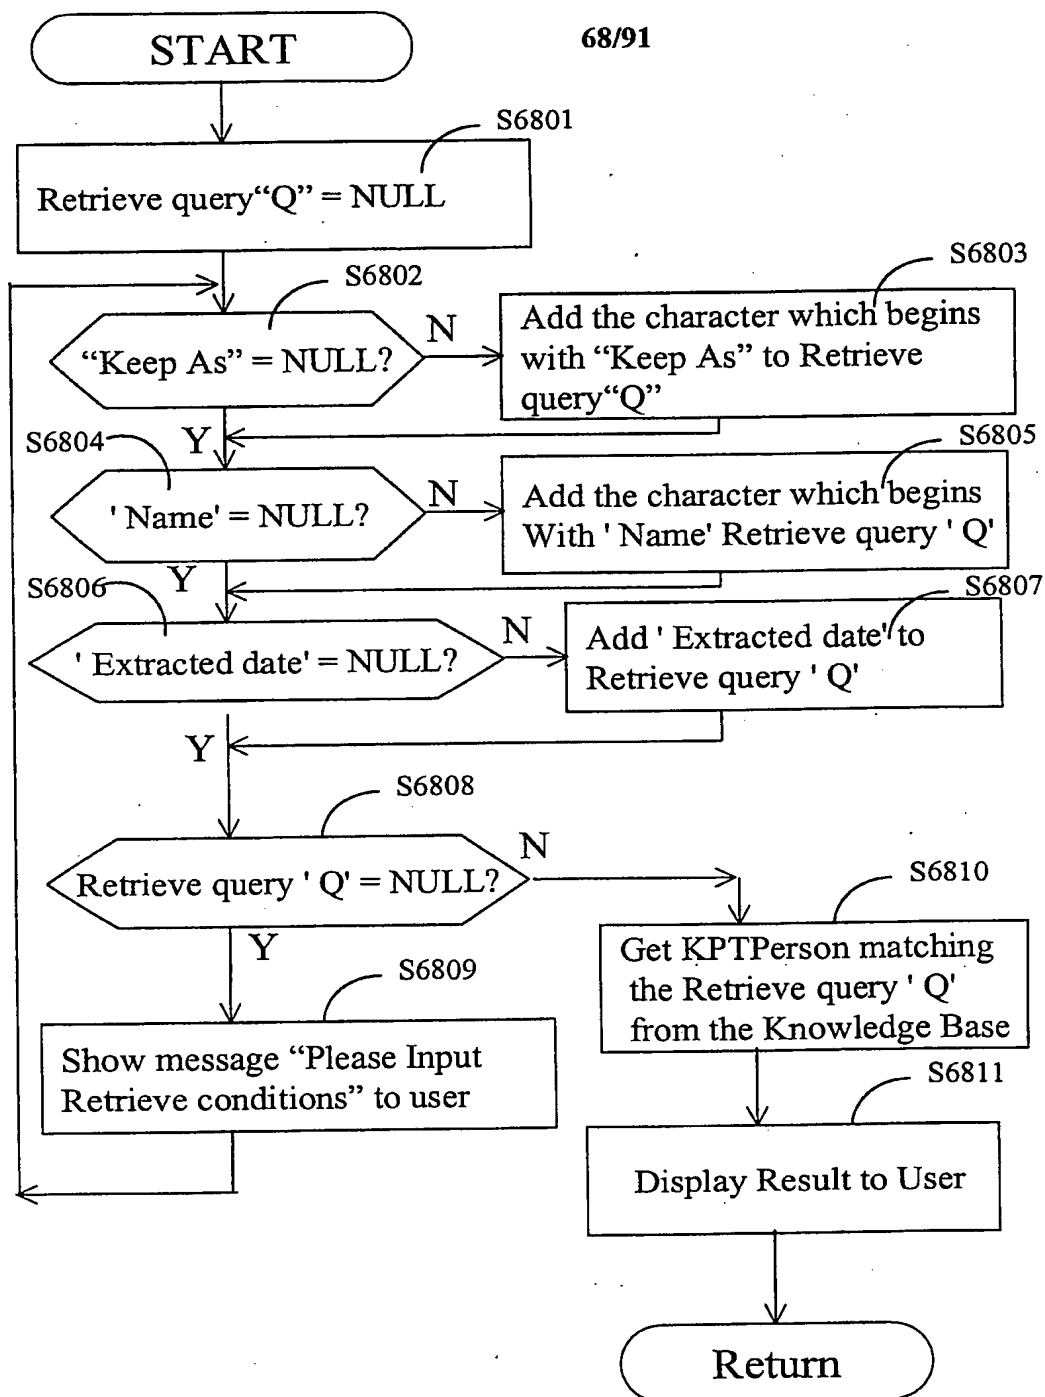 START
68/91
S6801
Retrieve query“Q” = NULL
S6802
“Keep As” = NULL?
N
Y
S6803
Add the character which begins
with “Keep As” to Retrieve
query“Q”
S6804
' Name' = NULL?
N
Y
S6805
Add the character which begins
With ' Name' Retrieve query ' Q'
S6806
' Extracted date' = NULL?
N
Y
S6807
Add ' Extracted date' to
Retrieve query ' Q'
S6808
Retrieve query ' Q' = NULL?
N
Y
S6809
Show message “Please Input
Retrieve conditions” to user
S6810
Get KPTPerson matching
the Retrieve query ' Q'
from the Knowledge Base
S6811
Display Result to User
Return